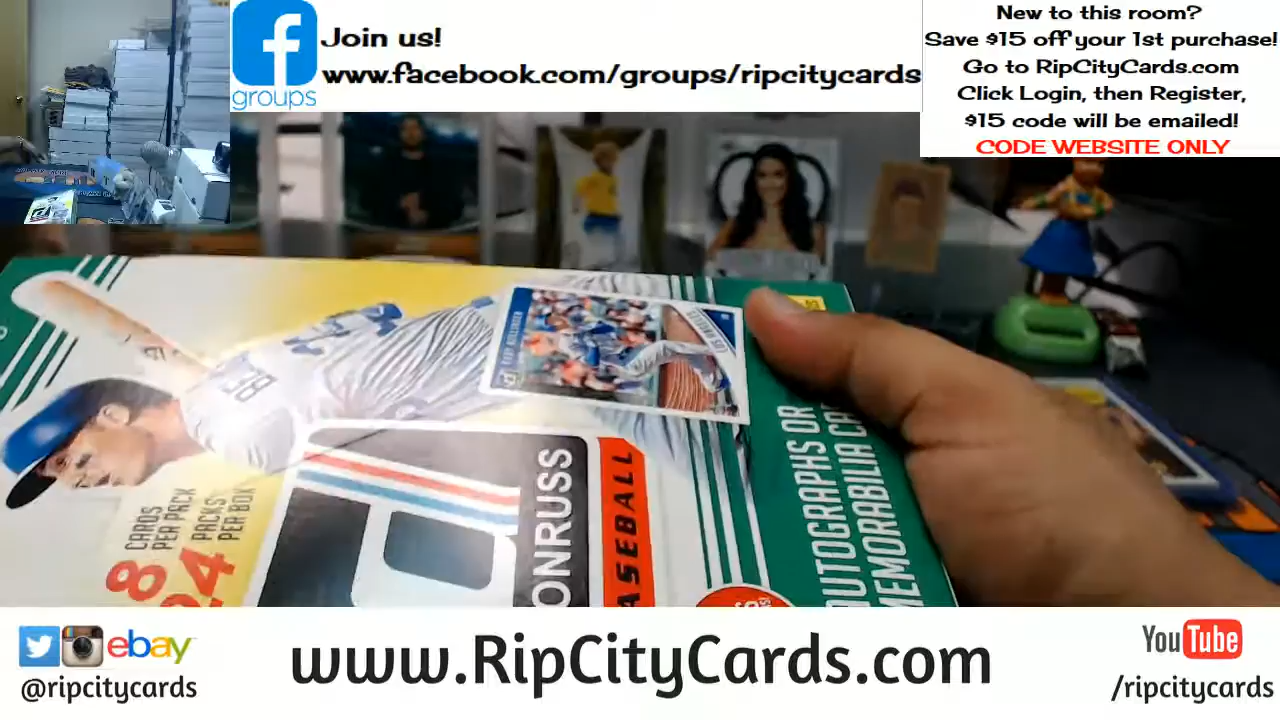 Join us!
www.facebook.com/groups/ripcitycards
groups
New to this room?
Save $15 off your 1st purchase!
Go to RipCityCards.com
Click Login, then Register,
$15 code will be emailed!
CODE WEBSITE ONLY
8 CARDS
PER PACK
24 PACKS
PER BOX
ONRUSS
ASEBALL
AUTOGRAPHS OR
MEMORABILIA CA
ebay
@ripcitycards
www.RipCityCards.com
YouTube
/ripcitycards